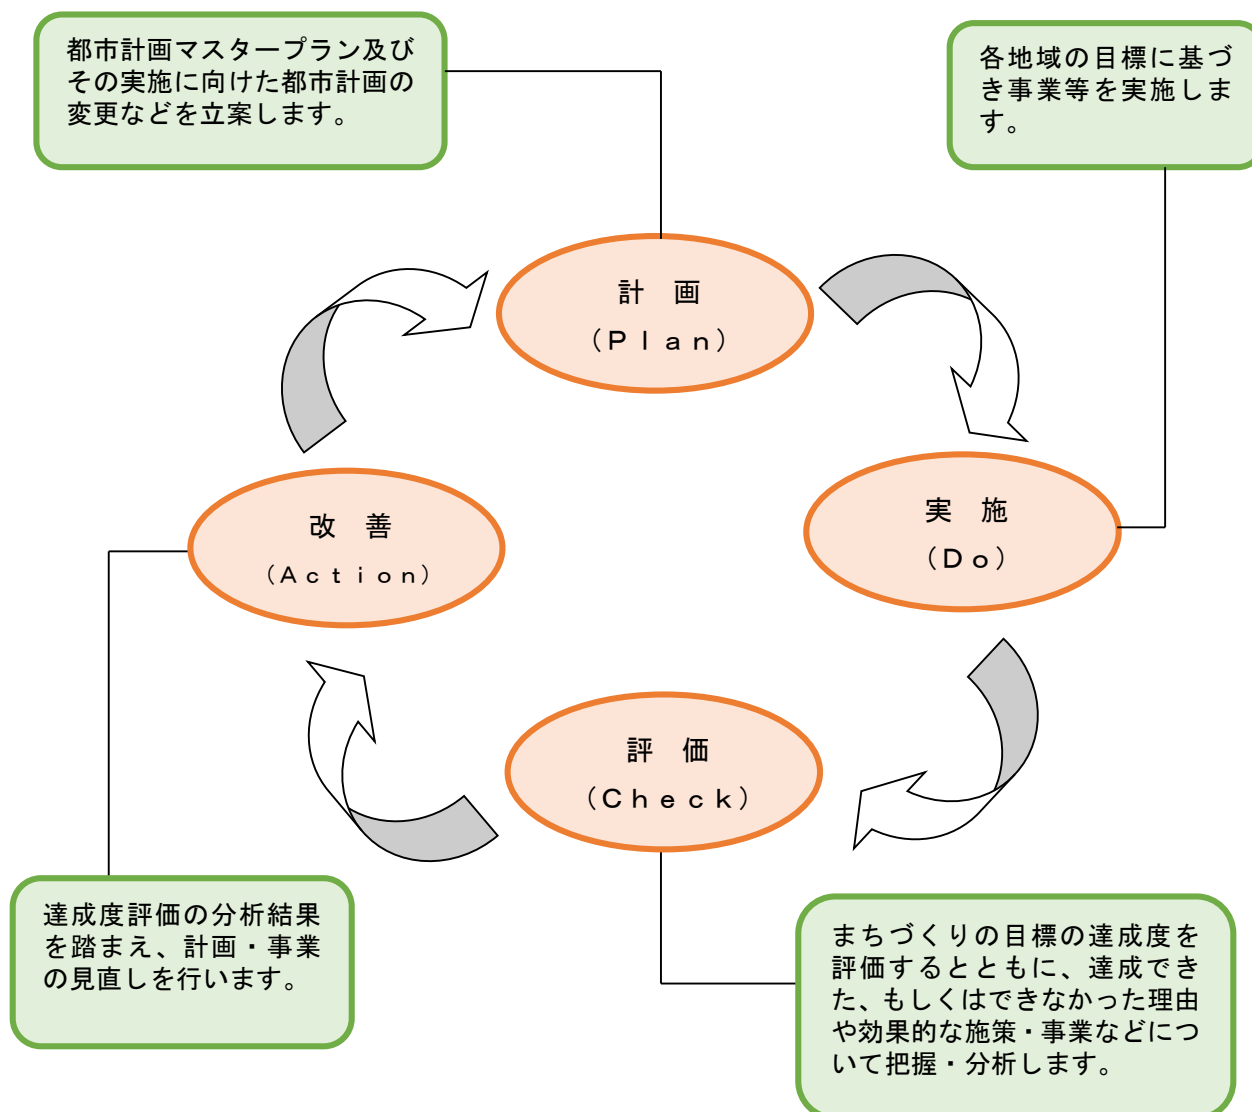 都市計画マスタープラン及び
その実施に向けた都市計画の
変更などを立案します。
各地域の目標に基づ
き事業等を実施しま
す。
計　画
（Ｐｌａｎ）
実　施
（Ｄｏ）
改　善
（Ａｃｔｉｏｎ）
評　価
（Ｃｈｅｃｋ）
達成度評価の分析結果
を踏まえ、計画・事業
の見直しを行います。
まちづくりの目標の達成度を
評価するとともに、達成でき
た、もしくはできなかった理由
や効果的な施策・事業などにつ
いて把握・分析します。